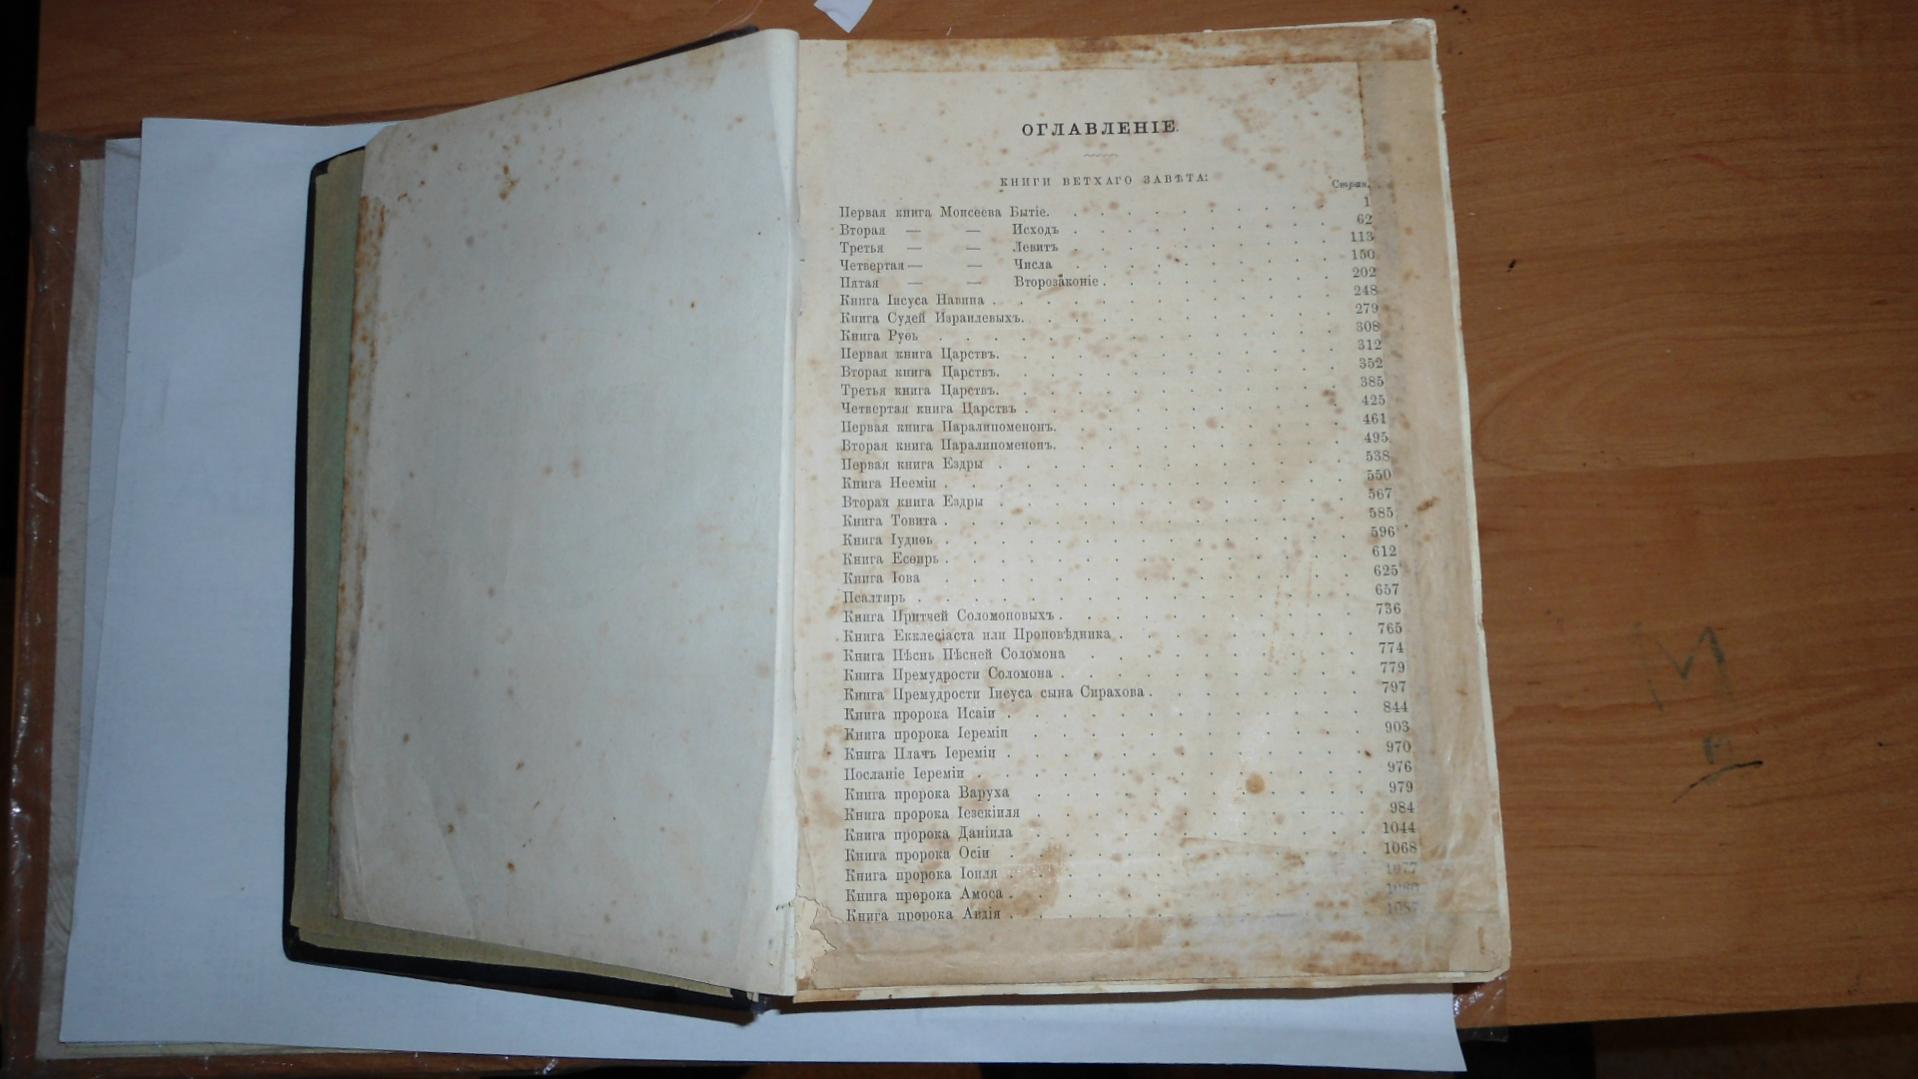 ОГЛАВЛЕНІЕ.
КНИГИ ВЕТХАГО ЗАВѢТА:
Стран.
Первая книга Моисеева Бытіе. 1
Вторая — — Исходъ 62
Третья — — Левитъ 113
Четвертая — — Числа 150
Пятая — — Второзаконіе 202
Книга Іисуса Навина 248
Книга Судей Израилевыхъ. 279
Книга Руѳь 308
Первая книга Царствъ. 312
Вторая книга Царствъ. 352
Третья книга Царствъ. 385
Четвертая книга Царствъ 425
Первая книга Паралипоменонъ. 461
Вторая книга Паралипоменонъ. 495
Первая книга Ездры 538
Книга Нееміи 550
Вторая книга Ездры 567
Книга Товита 585
Книга Іудиѳь 596
Книга Есѳирь 612
Книга Іова 625
Псалтирь 657
Книга Притчей Соломоновыхъ 736
Книга Екклесіаста или Проповѣдника 765
Книга Пѣснь Пѣсней Соломона 774
Книга Премудрости Соломона 779
Книга Премудрости Іисуса сына Сирахова 797
Книга пророка Исаіи 844
Книга пророка Іереміи 903
Книга Плачъ Іереміи 970
Посланіе Іереміи 976
Книга пророка Варуха 979
Книга пророка Іезекіиля 984
Книга пророка Даніила 1044
Книга пророка Осіи 1068
Книга пророка Іоиля 1077
Книга пророка Амоса
Книга пророка Авдія 1087